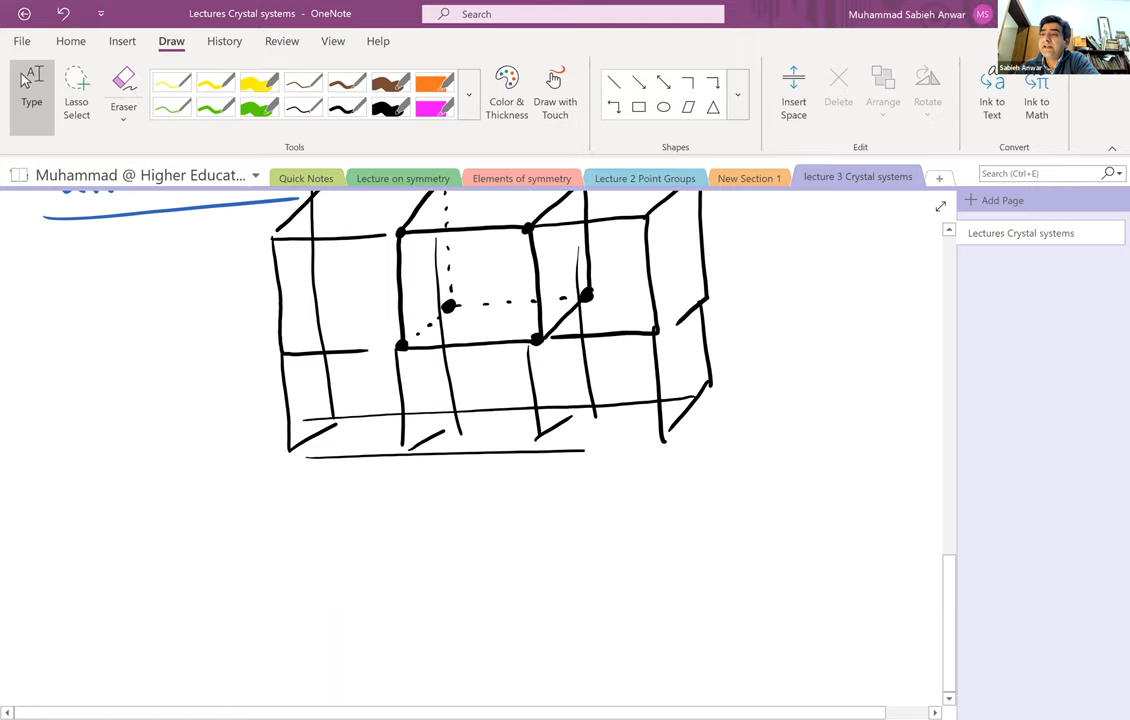 Lectures Crystal systems - OneNote
Search
Muhammad Sabieh Anwar
MS
File
Home
Insert
Draw
History
Review
View
Help
Type
Lasso Select
Eraser
Color & Thickness
Draw with Touch
Insert Space
Delete
Arrange
Rotate
Ink to Text
Ink to Math
Tools
Shapes
Edit
Convert
Sabieh Anwar
Muhammad @ Higher Educat...
Quick Notes
Lecture on symmetry
Elements of symmetry
Lecture 2 Point Groups
New Section 1
lecture 3 Crystal systems
Search (Ctrl+E)
Add Page
Lectures Crystal systems